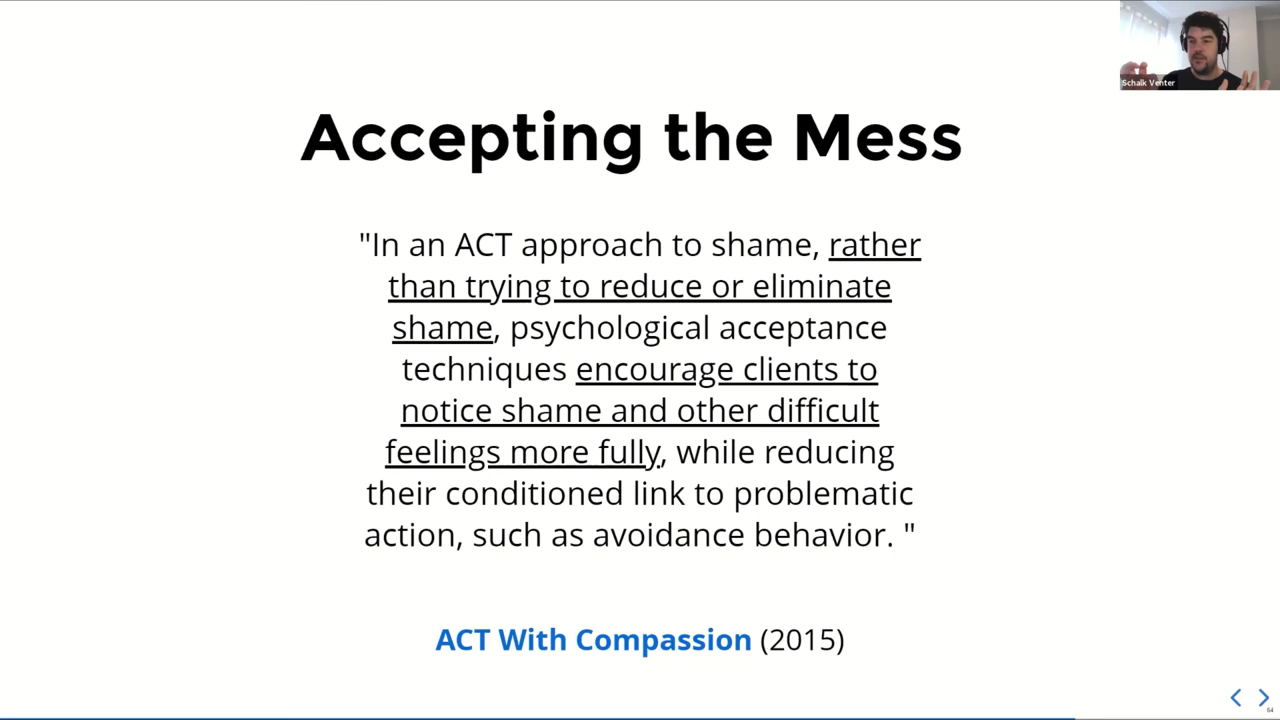 Schalk Venter
Accepting the Mess
"In an ACT approach to shame, rather
than trying to reduce or eliminate
shame, psychological acceptance
techniques encourage clients to
notice shame and other difficult
feelings more fully, while reducing
their conditioned link to problematic
action, such as avoidance behavior. "
ACT With Compassion (2015)
64